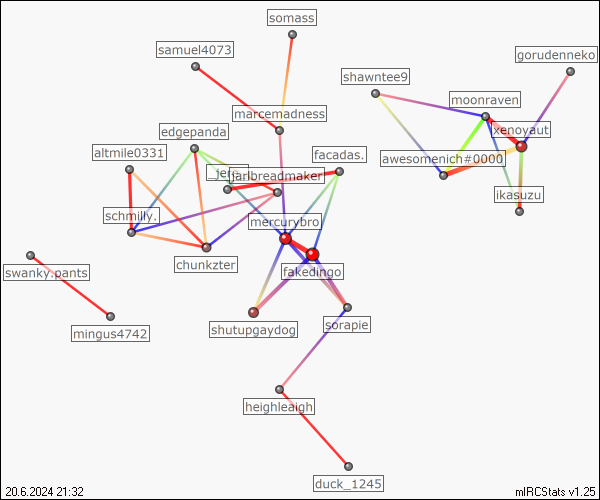 somass
samuel4073
gorudenneko
shawntee9
moonraven
marcemadness
xenoyaut
edgepanda
altmile0331
facadas.
awesomenich#0000
jarlbreadmaker
ikasuzu
schmilly.
mercurybro
chunkzter
fakedingo
swanky.pants
shutupgaydog
sorapie
mingus4742
heighleaigh
duck_1245
20.6.2024 21:32
mIRCStats v1.25